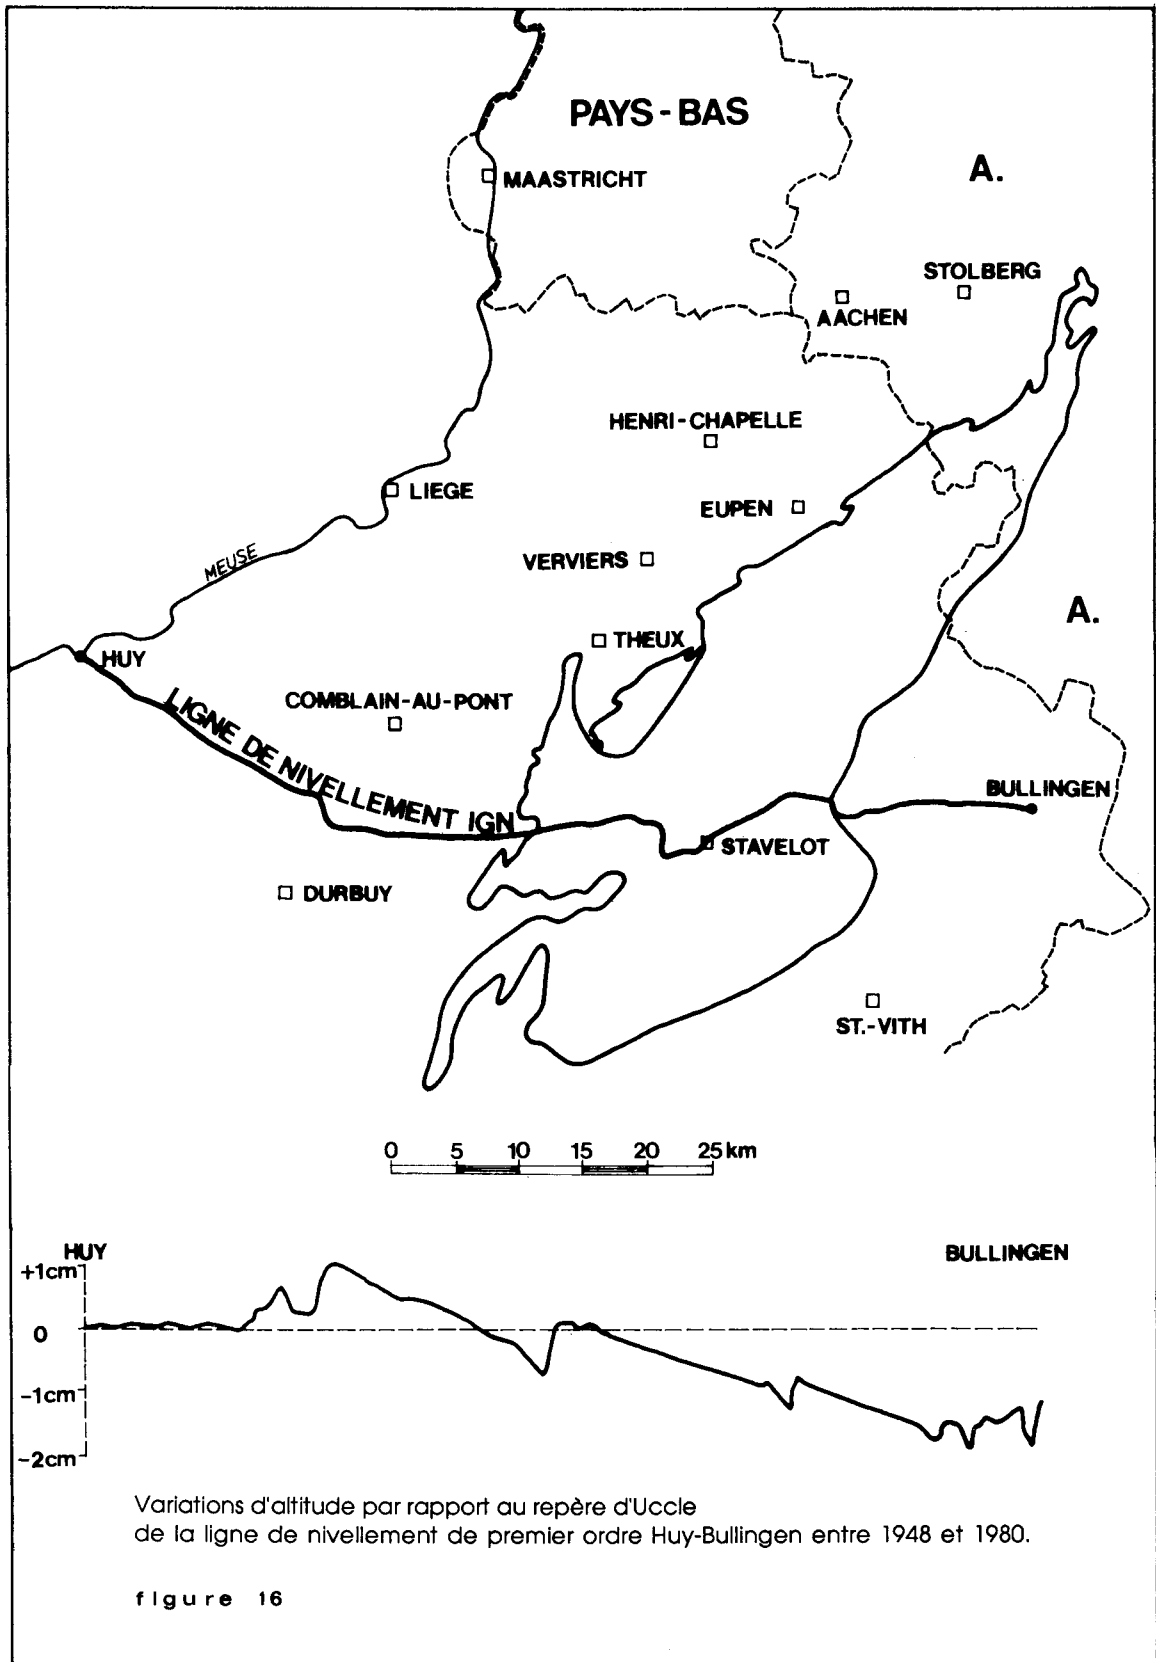 PAYS-BAS
MAASTRICHT
A.
STOLBERG
AACHEN
HENRI-CHAPELLE
LIEGE
EUPEN
MEUSE
VERVIERS
A.
THEUX
HUY
COMBLAIN-AU-PONT
LIGNE DE NIVELLEMENT IGN
BULLINGEN
STAVELOT
DURBUY
ST.-VITH
0 5 10 15 20 25 km
HUY
BULLINGEN
+1cm
0
-1cm
-2cm
Variations d'altitude par rapport au repère d'Uccle
de la ligne de nivellement de premier ordre Huy-Bullingen entre 1948 et 1980.
figure 16